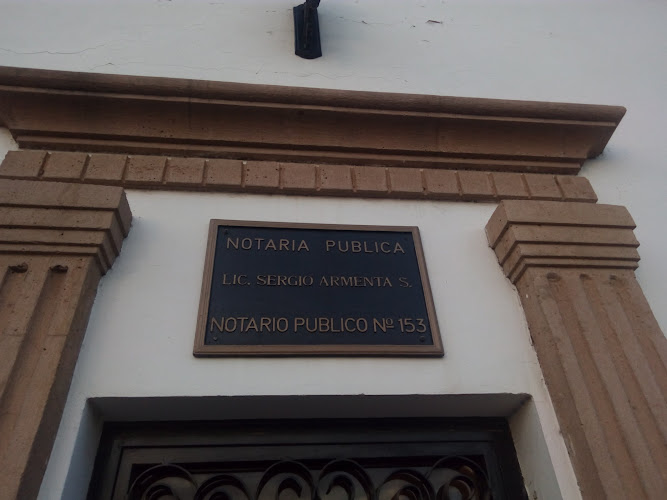 NOTARIA PUBLICA
LIC. SERGIO ARMENTA S.
NOTARIO PUBLICO Nº 153